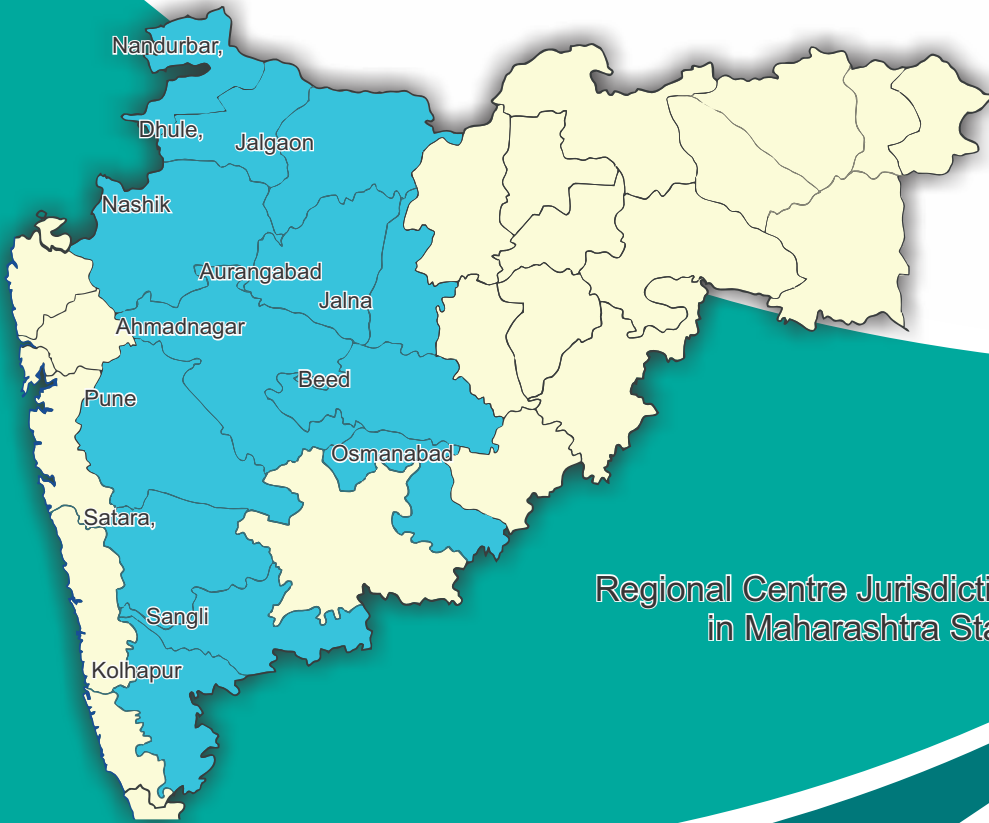 Nandurbar,
Dhule,
Jalgaon
Nashik
Aurangabad
Jalna
Ahmadnagar
Beed
Pune
Osmanabad
Satara,
Sangli
Kolhapur
Regional Centre Jurisdicti
in Maharashtra Sta